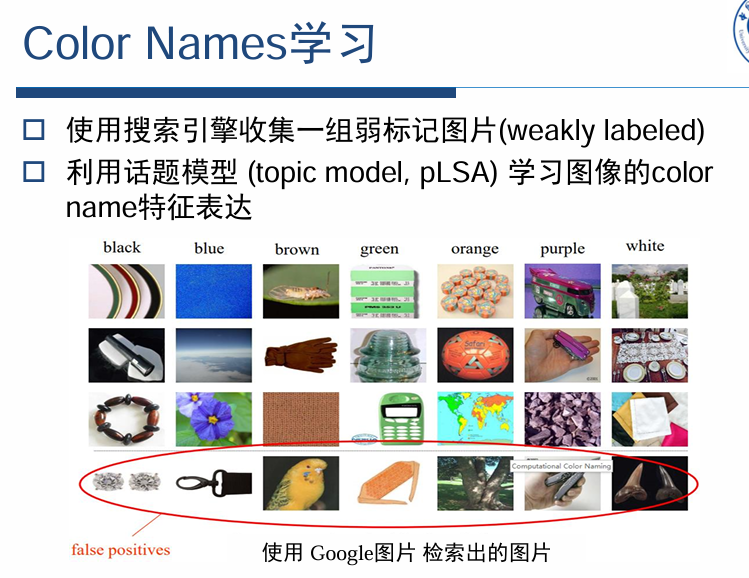 Color Names学习
使用搜索引擎收集一组弱标记图片(weakly labeled)
利用话题模型 (topic model, pLSA) 学习图像的color
name特征表达
black blue brown green orange purple white
Safari
Computational Color Naming
false positives
使用 Google图片 检索出的图片